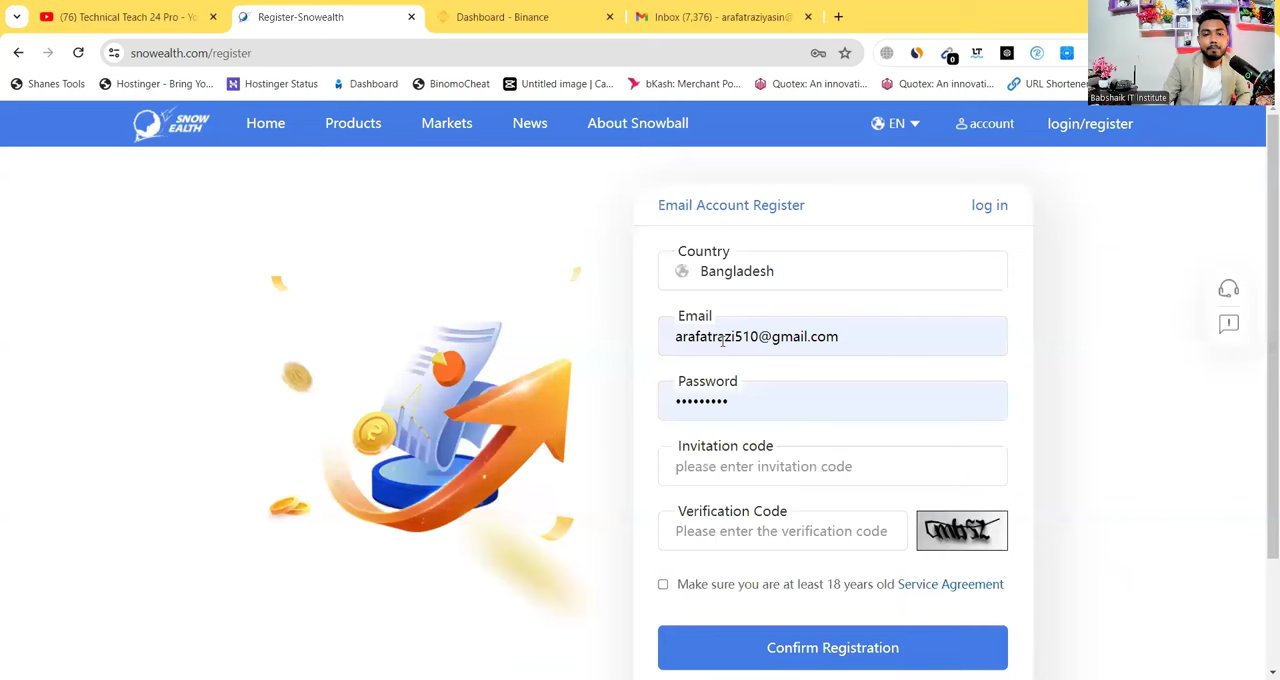 (76) Technical Teach 24 Pro - Yo
Register-Snowealth
Dashboard - Binance
Inbox (7,376) - arafatraziyasin@
snowealth.com/register
0
LT
Shanes Tools
Hostinger - Bring Yo...
Hostinger Status
Dashboard
BinomoCheat
Untitled image | Ca...
bKash: Merchant Po...
Quotex: An innovati...
Quotex: An innovati...
URL Shortene
Babshaik IT Institute
SNOW
EALTH
Home
Products
Markets
News
About Snowball
EN
account
login/register
Email Account Register
log in
Country
Bangladesh
Email
arafatrazi510@gmail.com
Password
•••••••••
Invitation code
please enter invitation code
Verification Code
Please enter the verification code
Make sure you are at least 18 years old Service Agreement
Confirm Registration